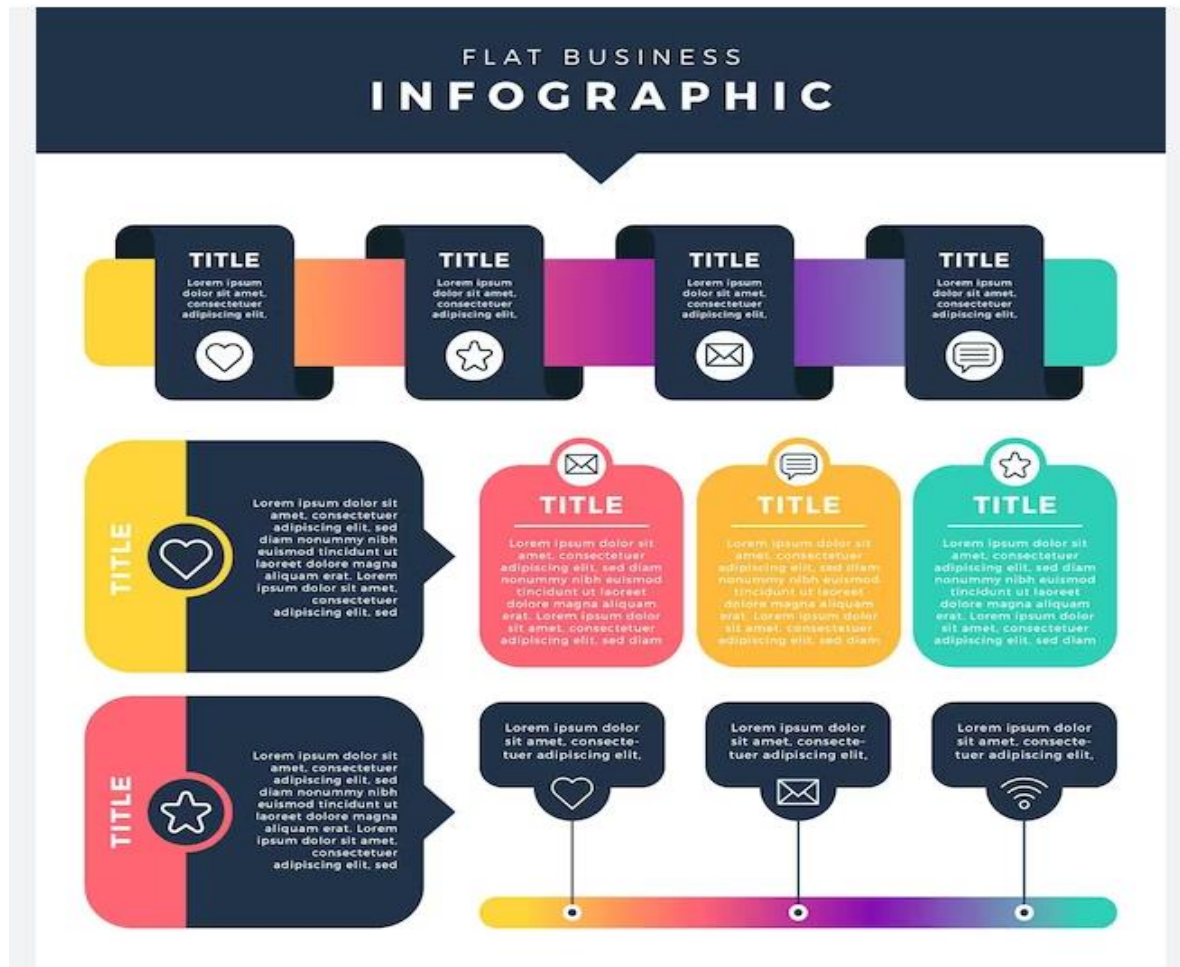 FLAT BUSINESS
INFOGRAPHIC
TITLE
Lorem ipsum
dolor sit amet,
consectetuer
adipiscing elit,
TITLE
Lorem ipsum
dolor sit amet,
consectetuer
adipiscing elit,
TITLE
Lorem ipsum
dolor sit amet,
consectetuer
adipiscing elit,
TITLE
Lorem ipsum
dolor sit amet,
consectetuer
adipiscing elit,
TITLE
Lorem ipsum dolor sit
amet, consectetuer
adipiscing elit, sed
diam nonummy nibh
euismod tincidunt ut
laoreet dolore magna
aliquam erat. Lorem
ipsum dolor sit amet,
consectetuer
adipiscing elit, sed
TITLE
Lorem ipsum dolor sit
amet, consectetuer
adipiscing elit, sed diam
nonummy nibh euismod
tincidunt ut laoreet
dolore magna aliquam
erat. Lorem ipsum dolor
sit amet, consectetuer
adipiscing elit, sed diam
TITLE
Lorem ipsum dolor sit
amet, consectetuer
adipiscing elit, sed diam
nonummy nibh euismod
tincidunt ut laoreet
dolore magna aliquam
erat. Lorem ipsum dolor
sit amet, consectetuer
adipiscing elit, sed diam
TITLE
Lorem ipsum dolor sit
amet, consectetuer
adipiscing elit, sed diam
nonummy nibh euismod
tincidunt ut laoreet
dolore magna aliquam
erat. Lorem ipsum dolor
sit amet, consectetuer
adipiscing elit, sed diam
TITLE
Lorem ipsum dolor sit
amet, consectetuer
adipiscing elit, sed
diam nonummy nibh
euismod tincidunt ut
laoreet dolore magna
aliquam erat. Lorem
ipsum dolor sit amet,
consectetuer
adipiscing elit, sed
Lorem ipsum dolor
sit amet, consecte-
tuer adipiscing elit,
Lorem ipsum dolor
sit amet, consecte-
tuer adipiscing elit,
Lorem ipsum dolor
sit amet, consecte-
tuer adipiscing elit,